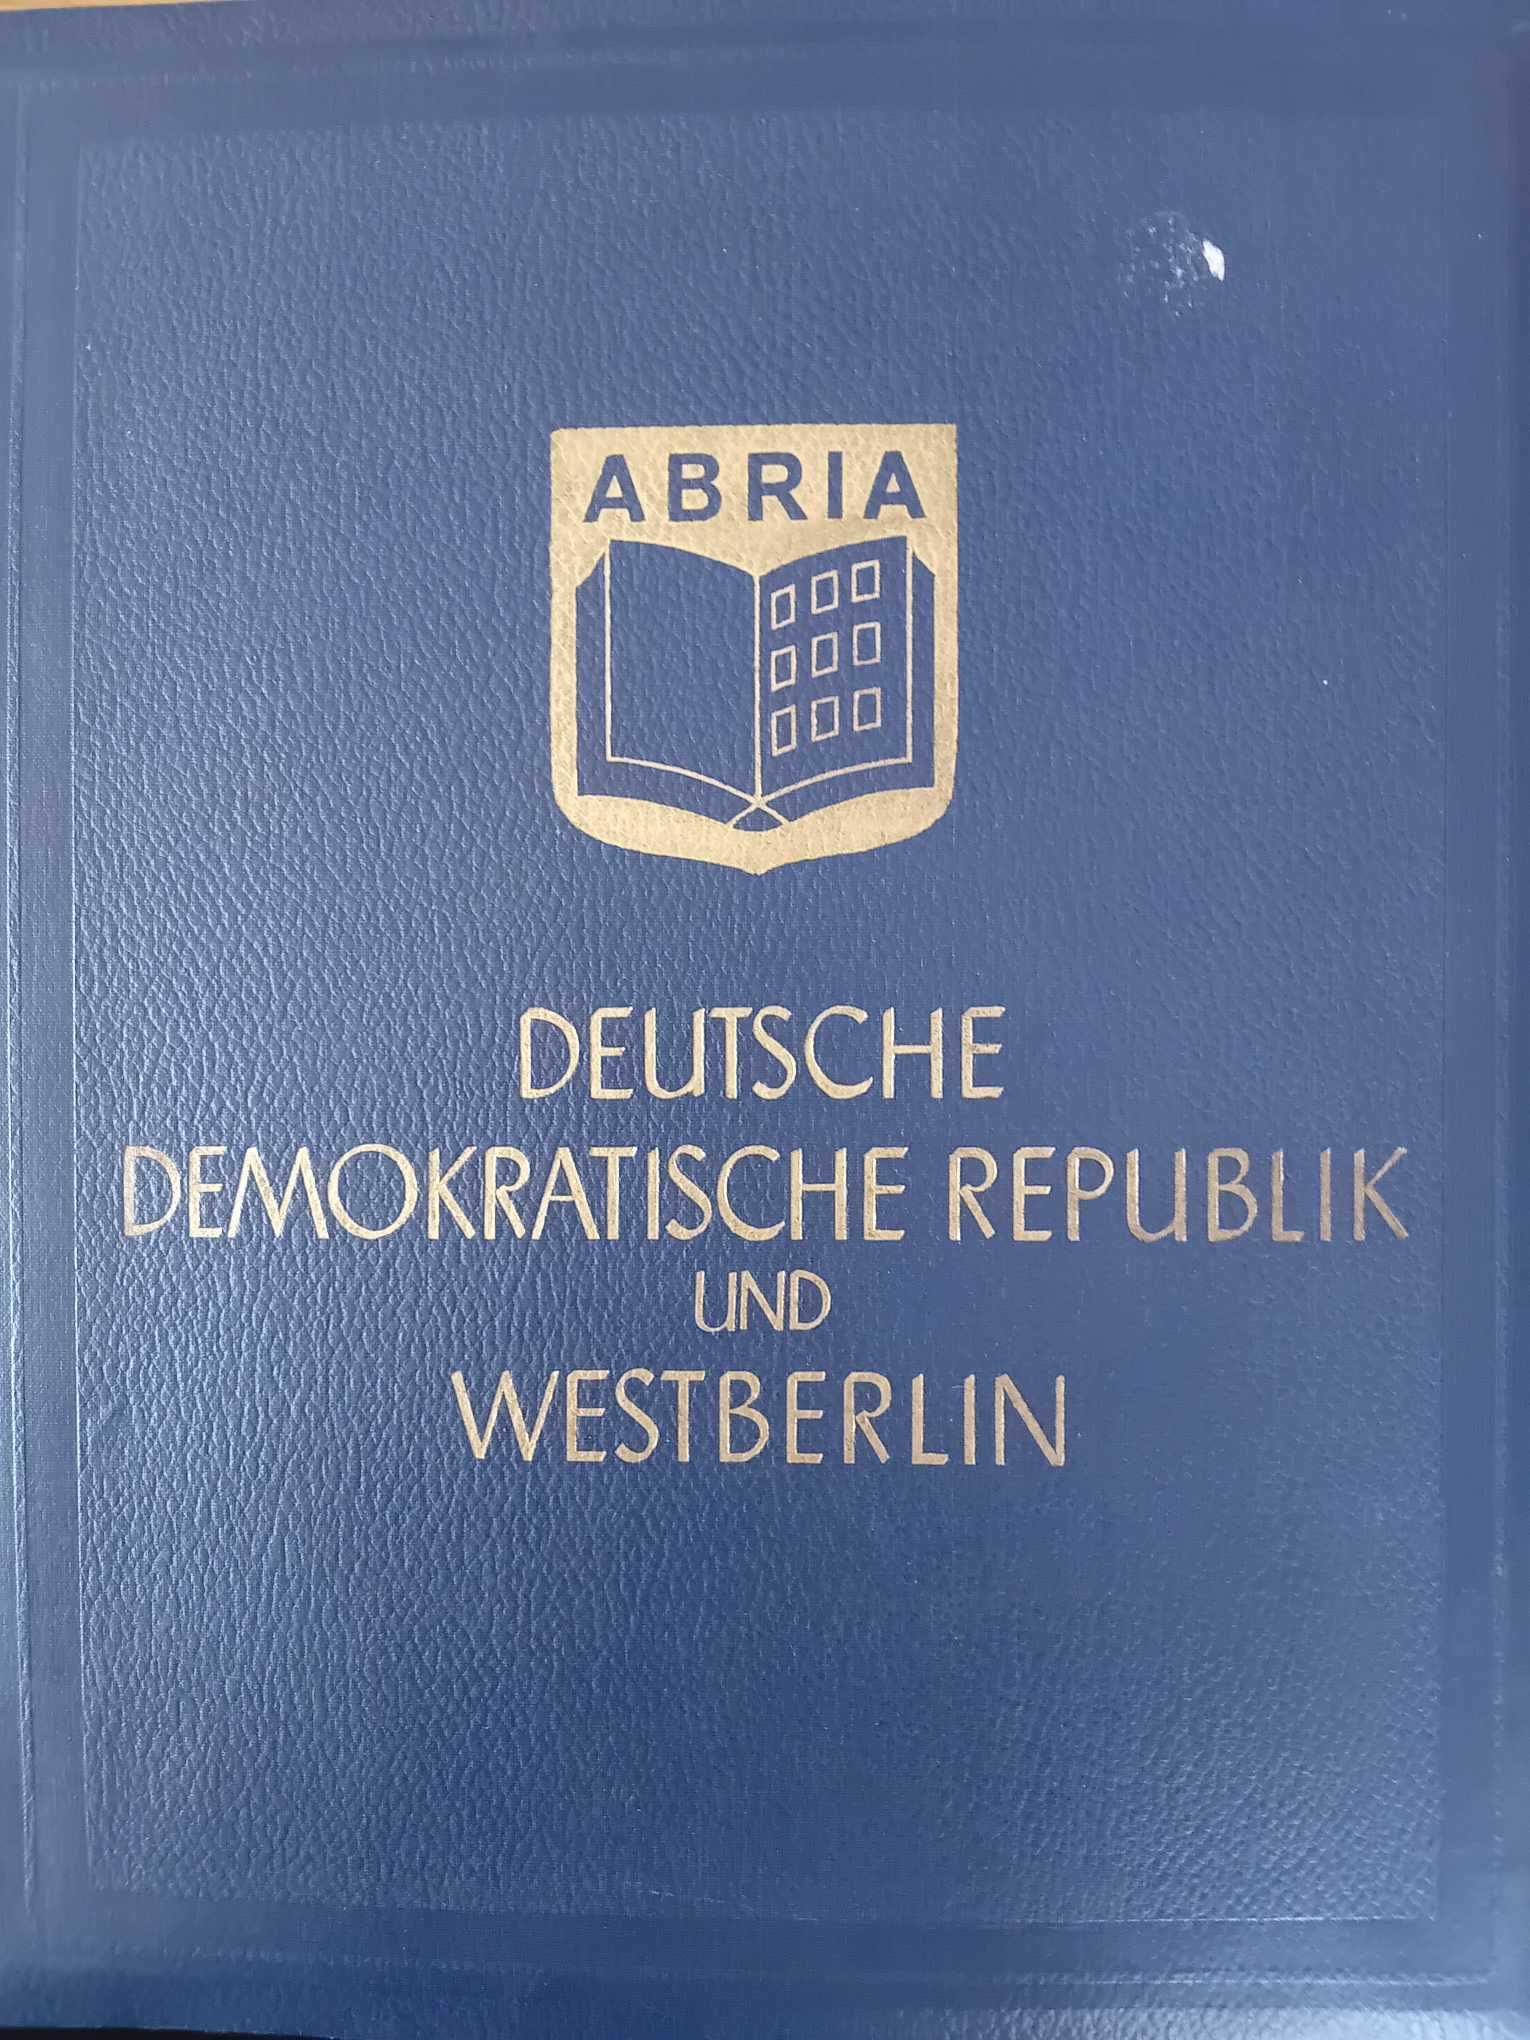 ABRIA
DEUTSCHE
DEMOKRATISCHE REPUBLIK
UND
WESTBERLIN